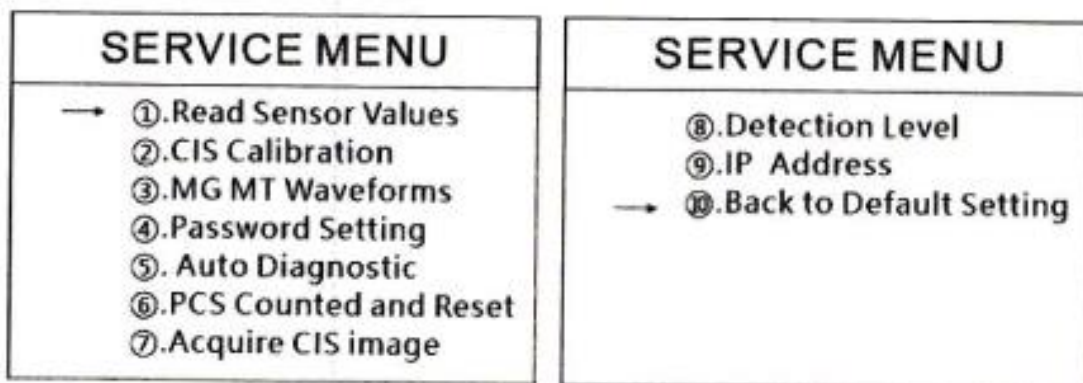 SERVICE MENU
→ ①.Read Sensor Values
②.CIS Calibration
③.MG MT Waveforms
④.Password Setting
⑤. Auto Diagnostic
⑥.PCS Counted and Reset
⑦.Acquire CIS image
SERVICE MENU
⑧.Detection Level
⑨.IP Address
→ ⑩.Back to Default Setting